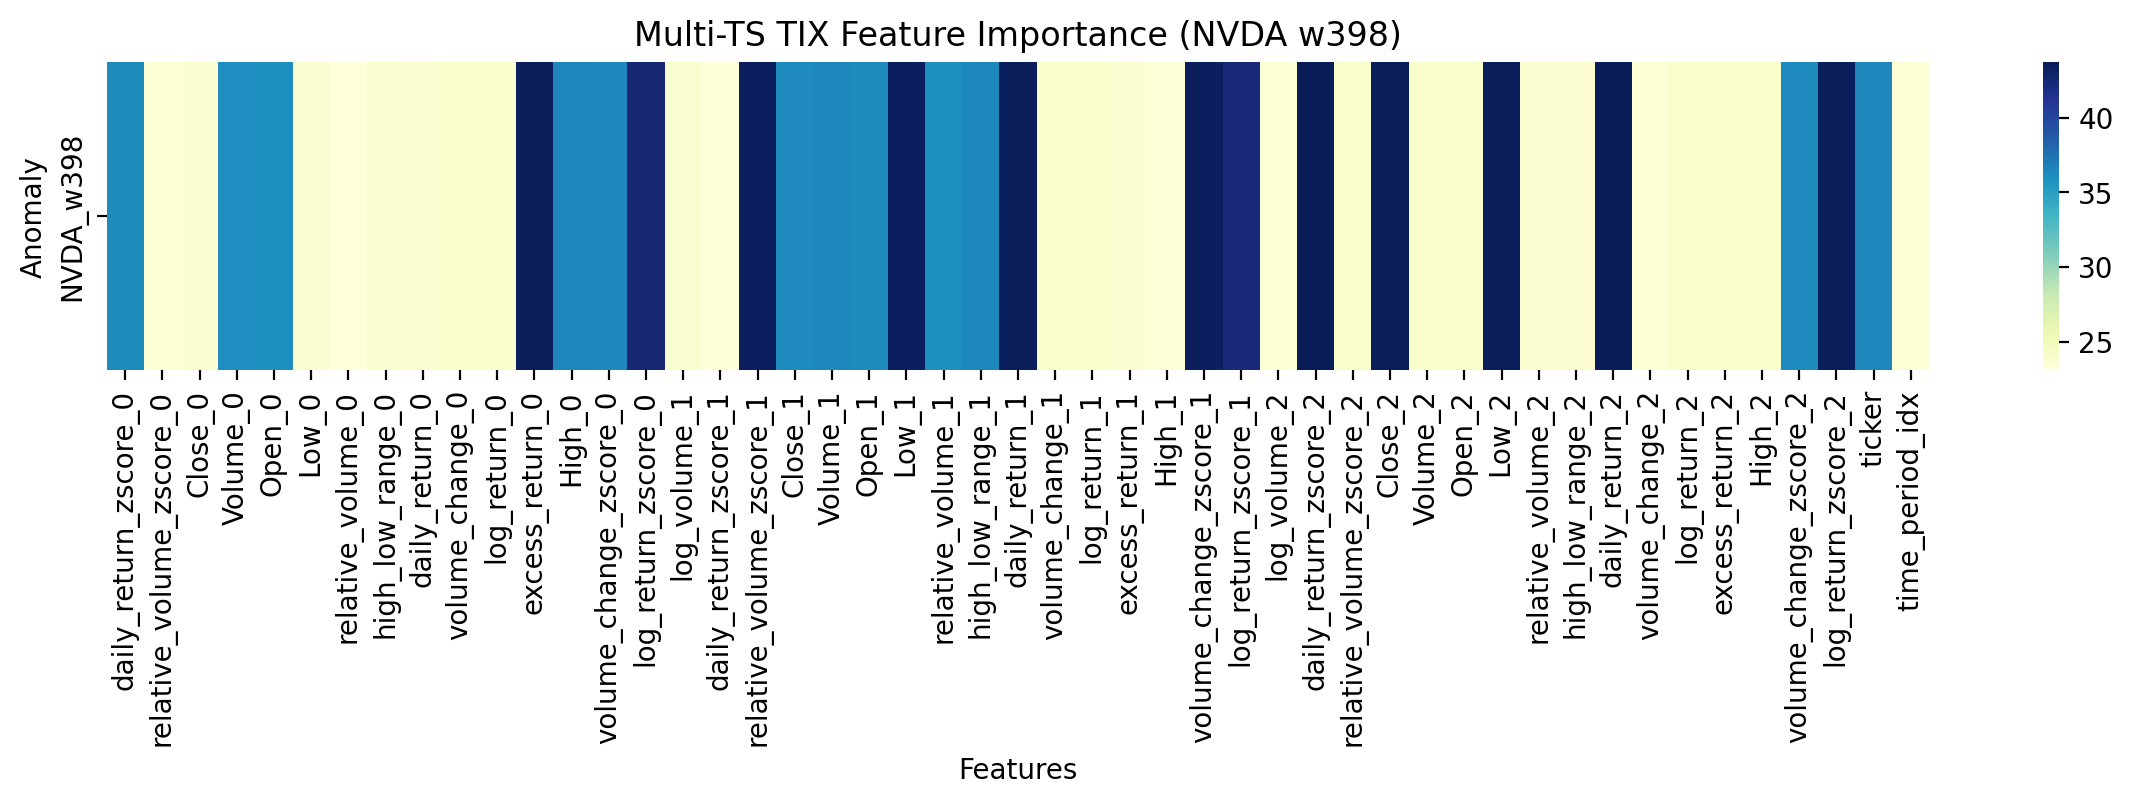 Multi-TS TIX Feature Importance (NVDA w398)
Anomaly
NVDA_w398
40
35
30
25
daily_return_zscore_0
relative_volume_zscore_0
Close_0
Volume_0
Open_0
Low_0
relative_volume_0
high_low_range_0
daily_return_0
volume_change_0
log_return_0
excess_return_0
High_0
volume_change_zscore_0
log_return_zscore_0
log_volume_1
daily_return_zscore_1
relative_volume_zscore_1
Close_1
Volume_1
Open_1
Low_1
relative_volume_1
high_low_range_1
daily_return_1
volume_change_1
log_return_1
excess_return_1
High_1
volume_change_zscore_1
log_return_zscore_1
log_volume_2
daily_return_zscore_2
relative_volume_zscore_2
Close_2
Volume_2
Open_2
Low_2
relative_volume_2
high_low_range_2
daily_return_2
volume_change_2
log_return_2
excess_return_2
High_2
volume_change_zscore_2
log_return_zscore_2
ticker
time_period_idx
Features